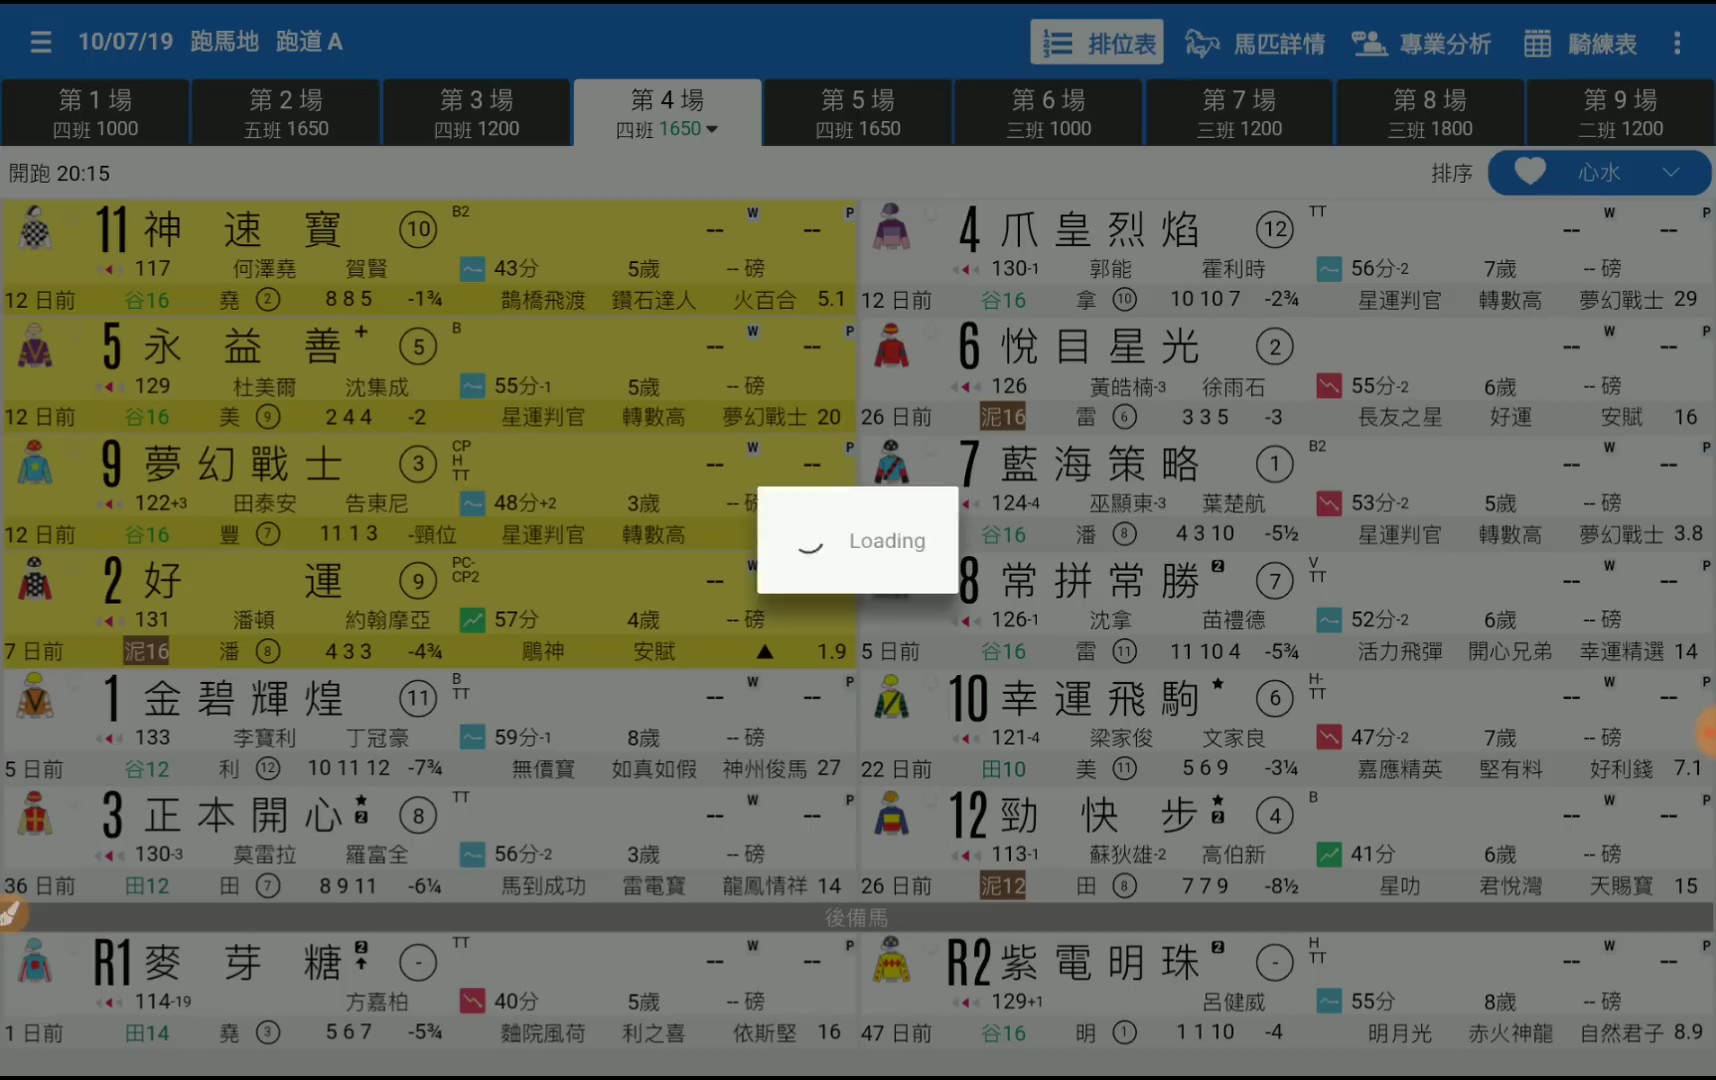 10/07/19 跑馬地 跑道 A 排位表 馬匹詳情 專業分析 騎練表
第 1 場 第 2 場 第 3 場 第 4 場 第 5 場 第 6 場 第 7 場 第 8 場 第 9 場
四班 1000 五班 1650 四班 1200 四班 1650 四班 1650 三班 1000 三班 1200 三班 1800 二班 1200
開跑 20:15 排序 心水
11 神速寶 10 B2 -- W -- P
117 何澤堯 賀賢 43分 5歲 -- 磅
12 日前 谷16 堯 2 8 8 5 -1¾ 鵲橋飛渡 鑽石達人 火百合 5.1
4 爪皇烈焰 12 TT -- W -- P
130-1 郭能 霍利時 56分-2 7歲 -- 磅
12 日前 谷16 拿 10 10 10 7 -2¾ 星運判官 轉數高 夢幻戰士 29
5 永益善+ 5 B -- W -- P
129 杜美爾 沈集成 55分-1 5歲 -- 磅
12 日前 谷16 美 9 2 4 4 -2 星運判官 轉數高 夢幻戰士 20
6 悅目星光 2 -- W -- P
126 黃皓楠-3 徐雨石 55分-2 6歲 -- 磅
26 日前 泥16 雷 6 3 3 5 -3 長友之星 好運 安賦 16
9 夢幻戰士 3 CP H TT -- W -- P
122+3 田泰安 告東尼 48分+2 3歲 --
12 日前 谷16 豐 7 11 1 3 -頸位 星運判官 轉數高
7 藍海策略 1 B2 -- W -- P
124-4 巫顯東-3 葉楚航 53分-2 5歲 -- 磅
谷16 潘 8 4 3 10 -5½ 星運判官 轉數高 夢幻戰士 3.8
2 好運 9 PC- CP2 -- W
131 潘頓 約翰摩亞 57分 4歲 -- 磅
7 日前 泥16 潘 8 4 3 3 -4¾ 鵰神 安賦 ▲ 1.9
8 常拼常勝2 7 V TT -- W -- P
126-1 沈拿 苗禮德 52分-2 6歲 -- 磅
5 日前 谷16 雷 11 11 10 4 -5¾ 活力飛彈 開心兄弟 幸運精選 14
1 金碧輝煌 11 B TT -- W -- P
133 李寶利 丁冠豪 59分-1 8歲 -- 磅
5 日前 谷12 利 12 10 11 12 -7¾ 無價寶 如真如假 神州俊馬 27
10 幸運飛駒★ 6 H- TT -- W -- P
121-4 梁家俊 文家良 47分-2 7歲 -- 磅
22 日前 田10 美 11 5 6 9 -3¼ 嘉應精英 堅有料 好利錢 7.1
3 正本開心★2 8 TT -- W -- P
130-3 莫雷拉 羅富全 56分-2 3歲 -- 磅
36 日前 田12 田 7 8 9 11 -6¼ 馬到成功 雷電寶 龍鳳情祥 14
12 勁快步★2 4 B -- W -- P
113-1 蘇狄雄-2 高伯新 41分 6歲 -- 磅
26 日前 泥12 田 8 7 7 9 -8½ 星叻 君悅灣 天賜寶 15
後備馬
R1 麥芽糖2↑ - TT -- W -- P
114-19 方嘉柏 40分 5歲 -- 磅
1 日前 田14 堯 3 5 6 7 -5¾ 麯院風荷 利之喜 依斯堅 16
R2 紫電明珠2 - H TT -- W -- P
129+1 呂健威 55分 8歲 -- 磅
47 日前 谷16 明 1 1 1 10 -4 明月光 赤火神龍 自然君子 8.9
Loading